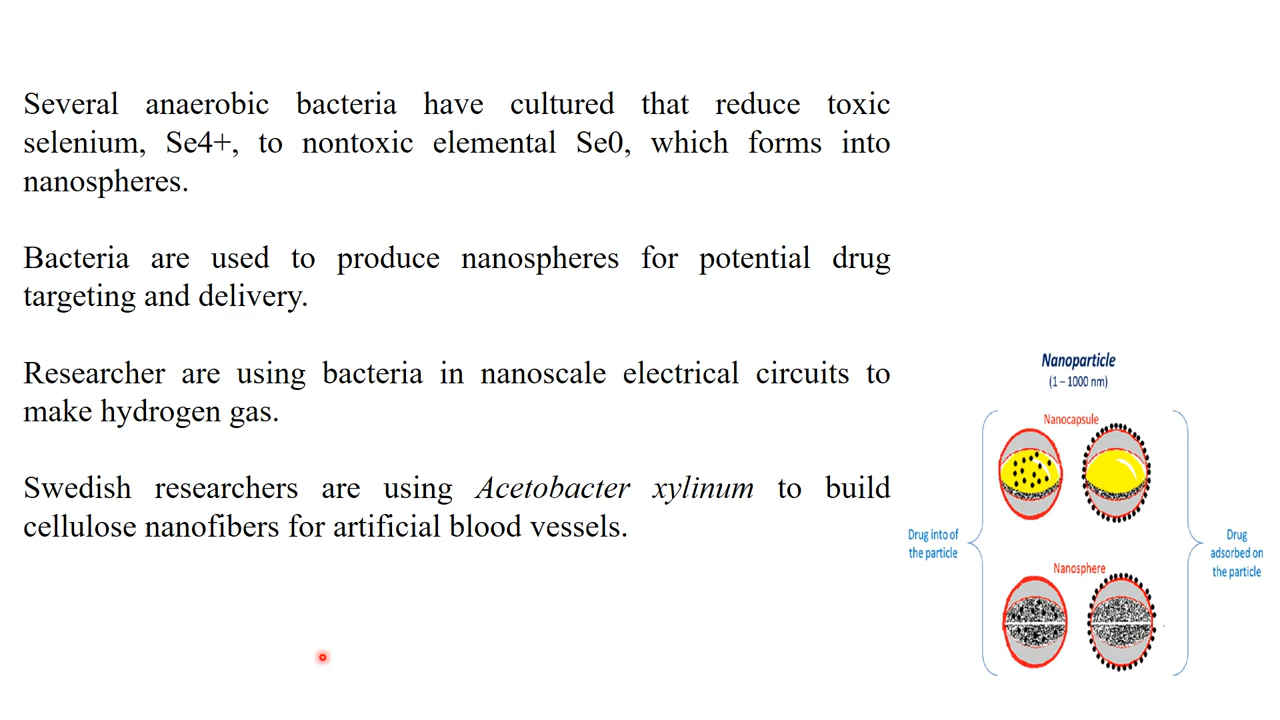 Several anaerobic bacteria have cultured that reduce toxic
selenium, Se4+, to nontoxic elemental Se0, which forms into
nanospheres.
Bacteria are used to produce nanospheres for potential drug
targeting and delivery.
Researcher are using bacteria in nanoscale electrical circuits to
make hydrogen gas.
Swedish researchers are using Acetobacter xylinum to build
cellulose nanofibers for artificial blood vessels.
Nanoparticle
(1–1000 nm)
Nanocapsule
Drug into of
the particle
Drug
adsorbed on
the particle
Nanosphere